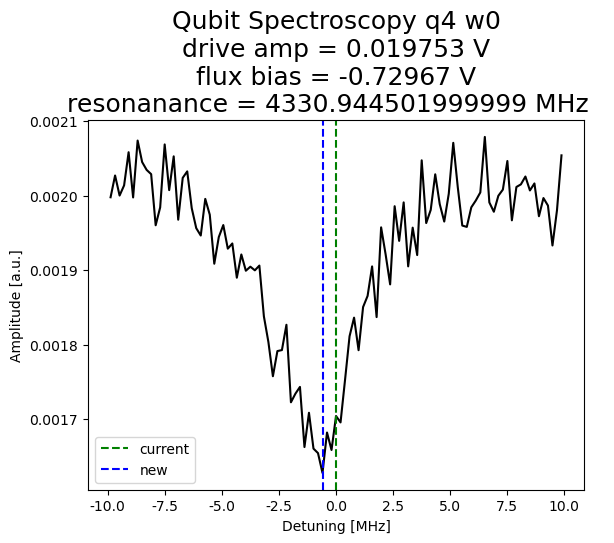 Qubit Spectroscopy q4 w0
drive amp = 0.019753 V
flux bias = -0.72967 V
resonanance = 4330.944501999999 MHz
0.0021
0.0020
0.0019
0.0018
0.0017
Amplitude [a.u.]
current
new
-10.0 -7.5 -5.0 -2.5 0.0 2.5 5.0 7.5 10.0
Detuning [MHz]